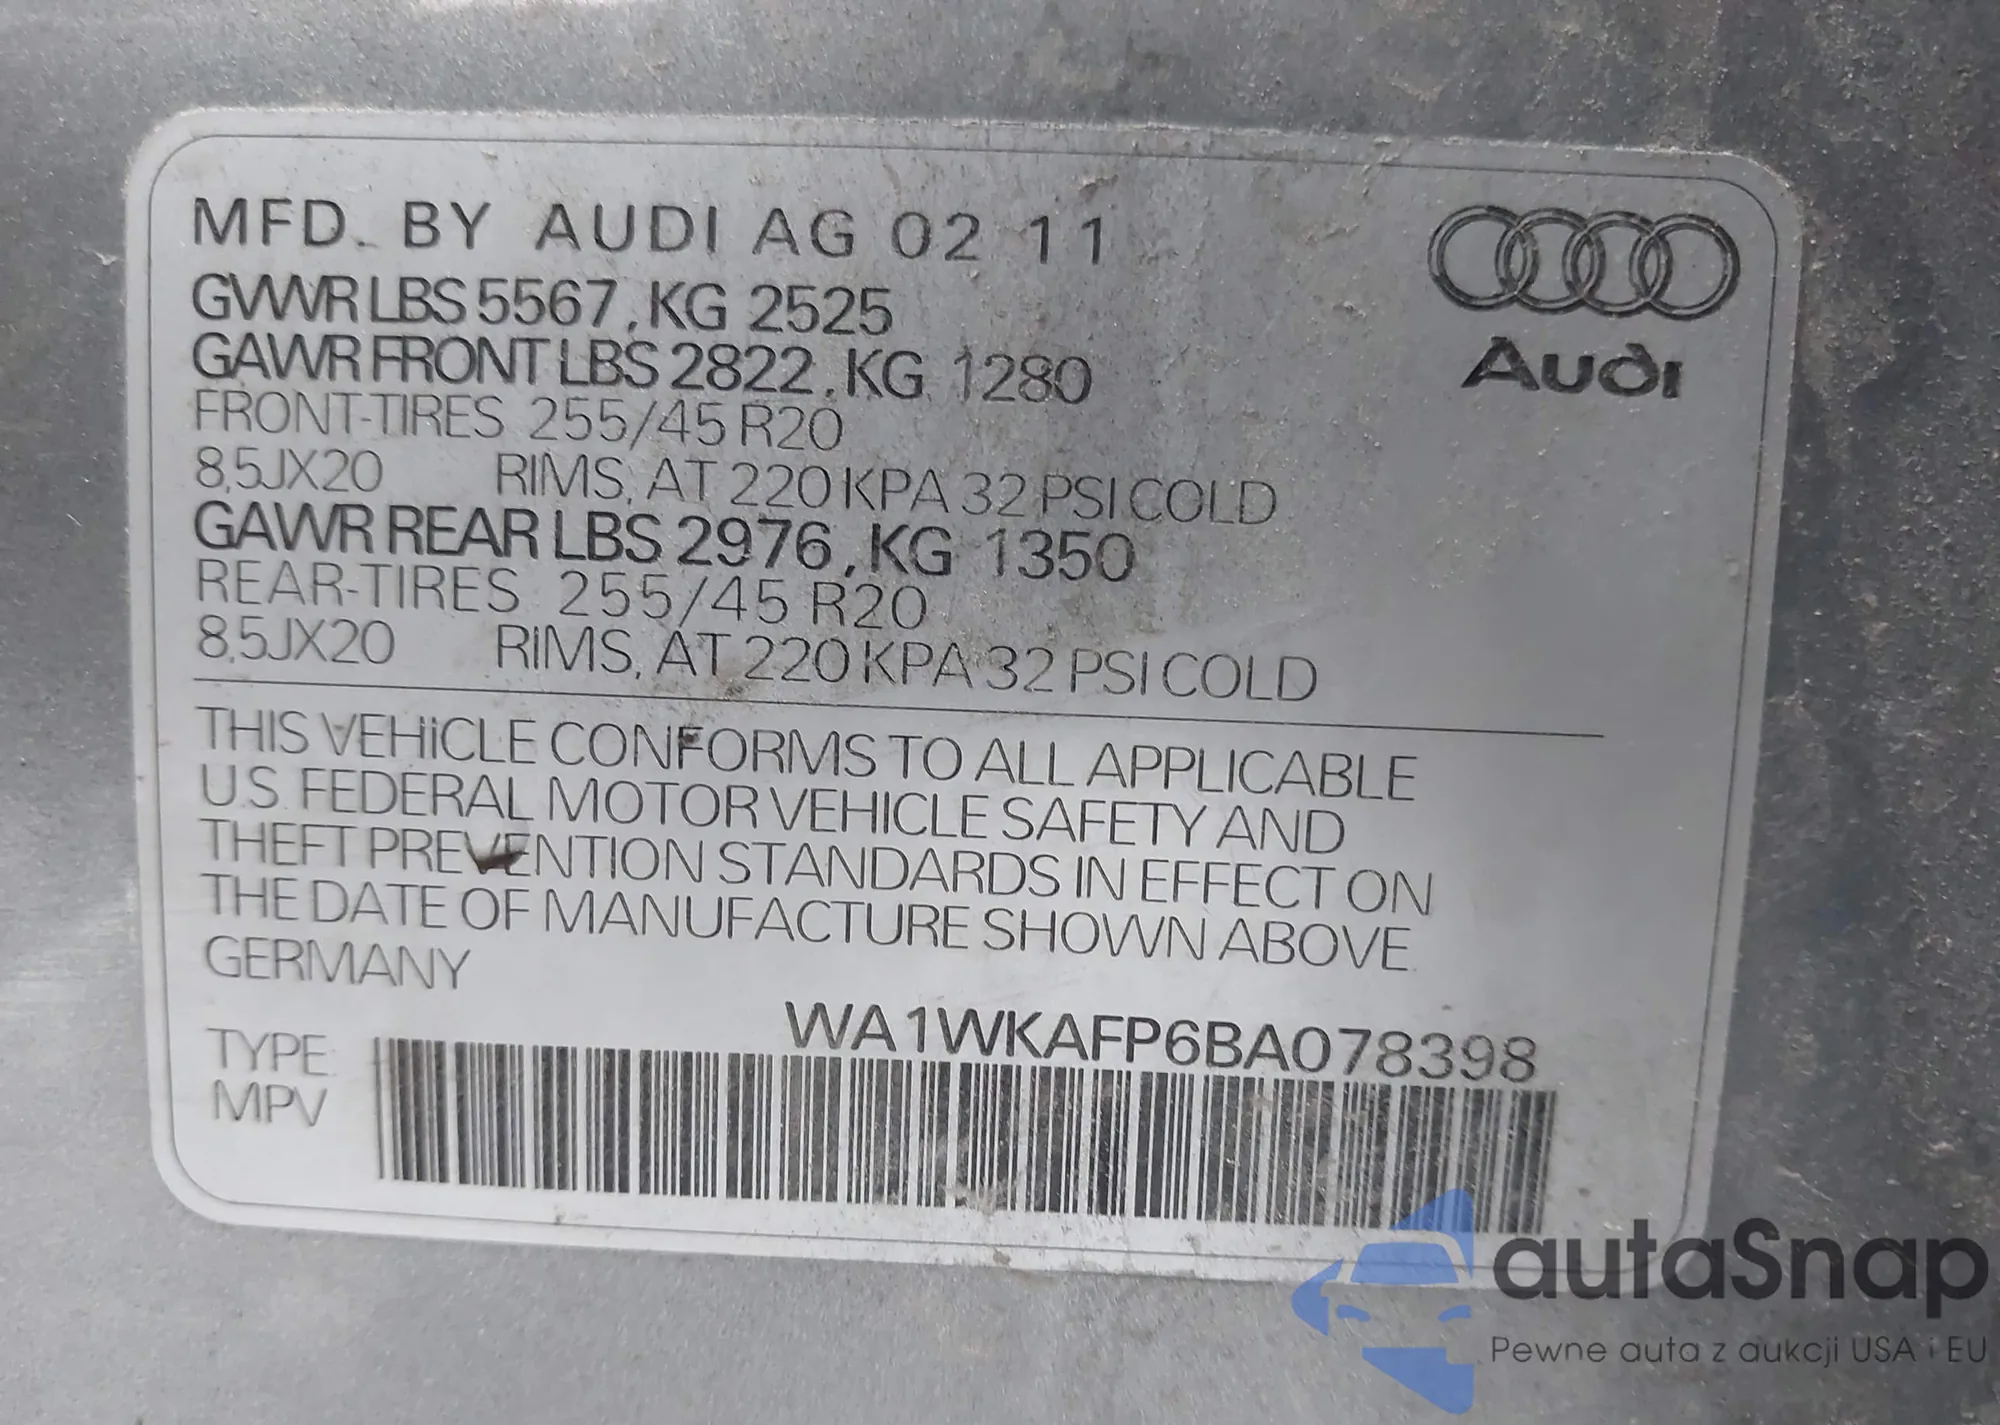 MFD. BY AUDI AG 02 11
GVWR LBS 5567, KG 2525
GAWR FRONT LBS 2822, KG 1280
FRONT-TIRES 255/45 R20
8,5JX20 RIMS, AT 220 KPA 32 PSI COLD
GAWR REAR LBS 2976, KG 1350
REAR-TIRES 255/45 R20
8,5JX20 RIMS, AT 220 KPA 32 PSI COLD
Audi
THIS VEHiCLE CONFORMS TO ALL APPLICABLE
U.S. FEDERAL MOTOR VEHICLE SAFETY AND
THEFT PREVENTION STANDARDS IN EFFECT ON
THE DATE OF MANUFACTURE SHOWN ABOVE.
GERMANY
WA1WKAFP6BA078398
TYPE:
MPV
autaSnap
Pewne auta z aukcji USA i EU